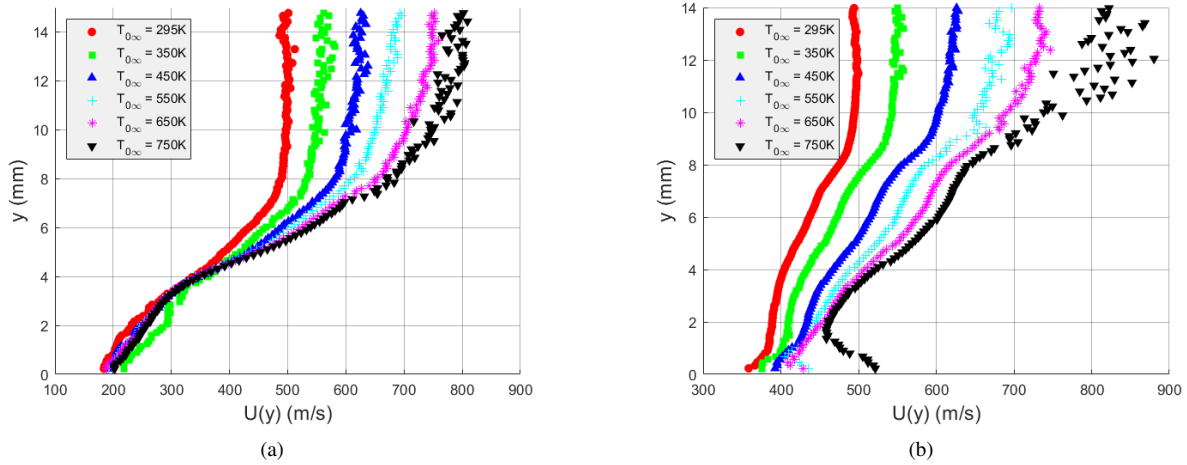 T0∞ = 295K
T0∞ = 350K
T0∞ = 450K
T0∞ = 550K
T0∞ = 650K
T0∞ = 750K
y (mm)
14
12
10
8
6
4
2
0
100 200 300 400 500 600 700 800 900
U(y) (m/s)
(a)
T0∞ = 295K
T0∞ = 350K
T0∞ = 450K
T0∞ = 550K
T0∞ = 650K
T0∞ = 750K
y (mm)
14
12
10
8
6
4
2
0
300 400 500 600 700 800 900
U(y) (m/s)
(b)